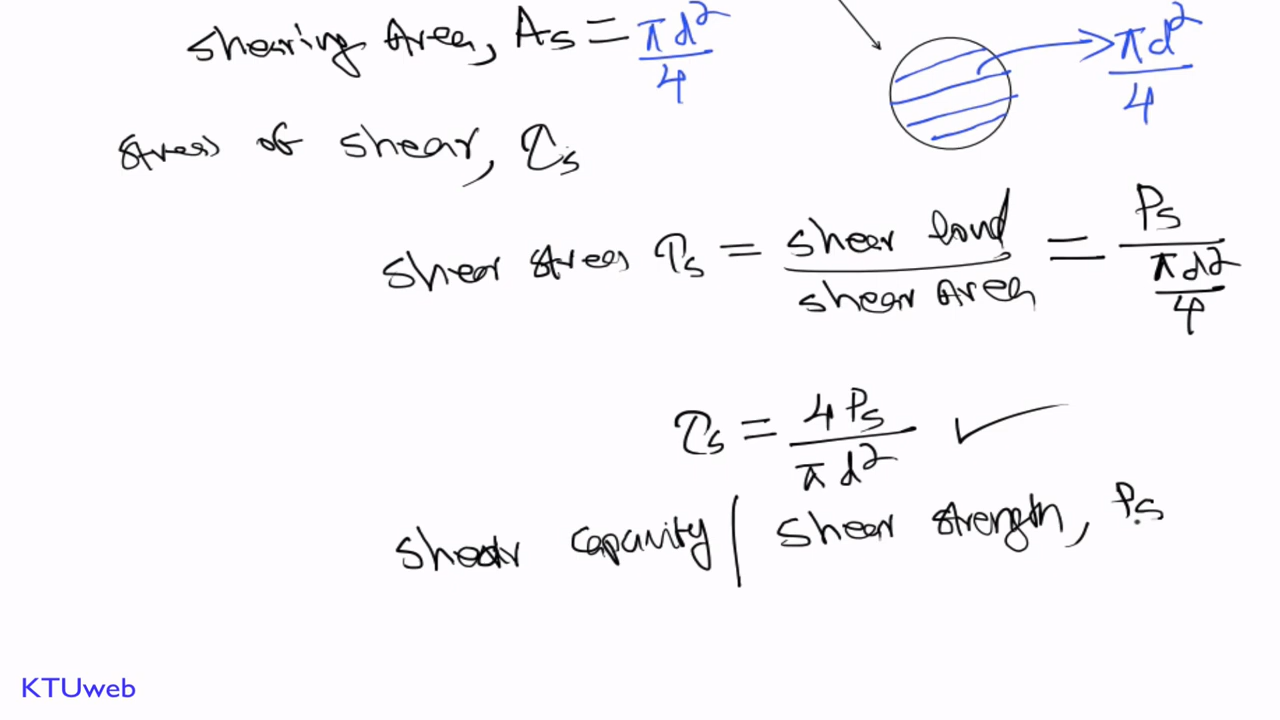 shearing Area, As = πd²/4
πd²/4
stress of shear, τs
shear stress τs = shear load / shear Area = Ps / (πd²/4)
τs = 4Ps / πd² ✓
shear capacity | shear strength, Ps
KTUweb